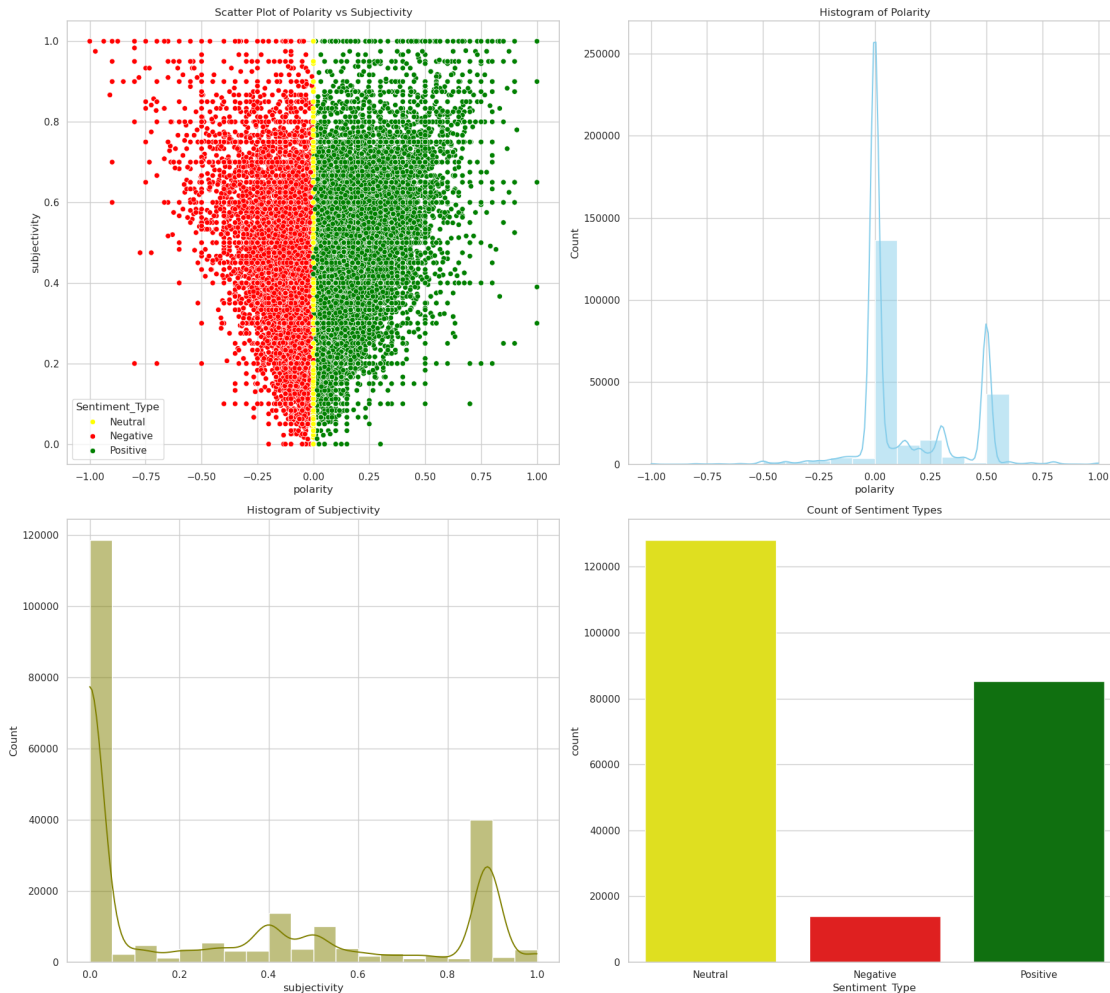 Scatter Plot of Polarity vs Subjectivity
1.0
0.8
0.6
0.4
0.2
0.0
subjectivity
Sentiment_Type
Neutral
Negative
Positive
−1.00 −0.75 −0.50 −0.25 0.00 0.25 0.50 0.75 1.00
polarity
Histogram of Polarity
250000
200000
150000
100000
50000
0
Count
−1.00 −0.75 −0.50 −0.25 0.00 0.25 0.50 0.75 1.00
polarity
Histogram of Subjectivity
120000
100000
80000
60000
40000
20000
0
Count
0.0 0.2 0.4 0.6 0.8 1.0
subjectivity
Count of Sentiment Types
120000
100000
80000
60000
40000
20000
0
count
Neutral Negative Positive
Sentiment_Type